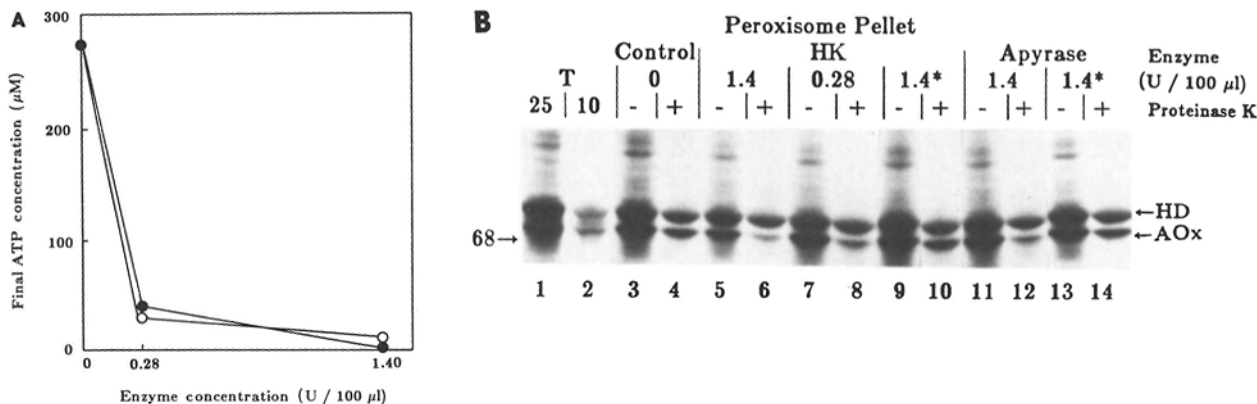 A
300
200
100
0
Final ATP concentration (µM)
0
0.28
1.40
Enzyme concentration (U / 100 µl)
B
Peroxisome Pellet
Control
HK
Apyrase
Enzyme
T
0
1.4
0.28
1.4*
1.4
1.4*
(U / 100 µl)
25
10
-
+
-
+
-
+
-
+
-
+
-
+
Proteinase K
←HD
68→
←AOx
1 2 3 4 5 6 7 8 9 10 11 12 13 14